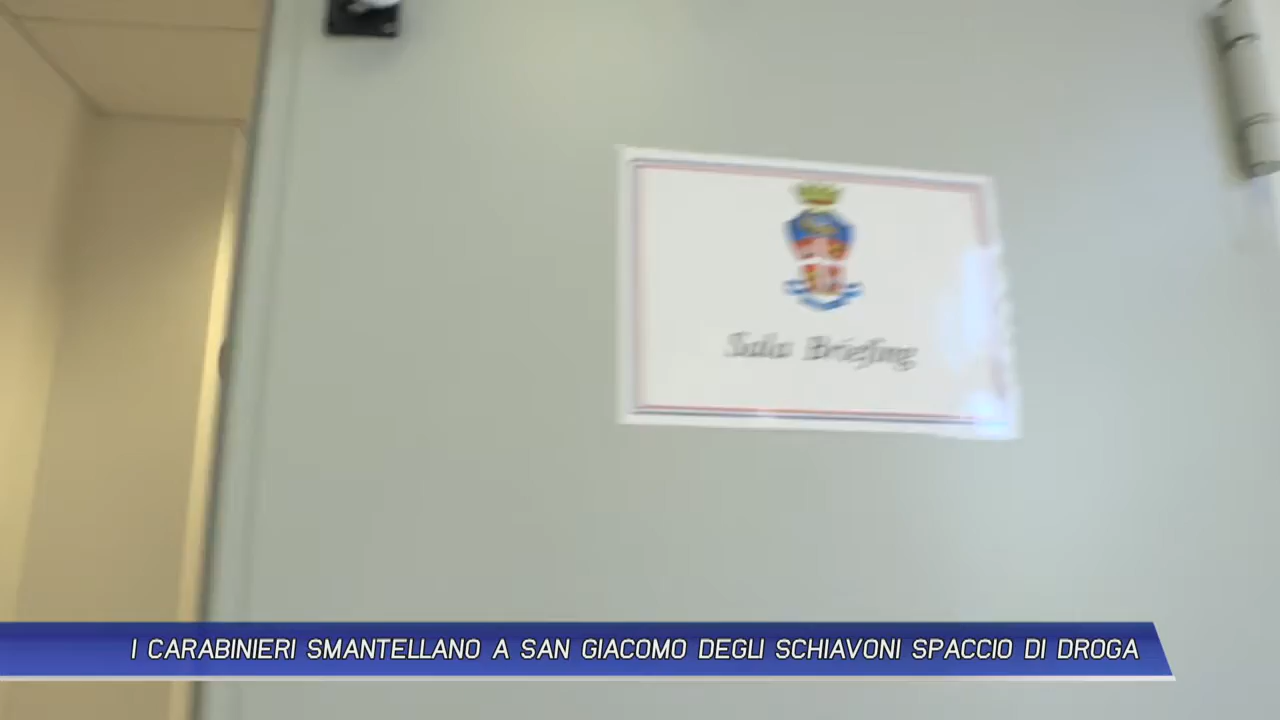 Sala Briefing
I CARABINIERI SMANTELLANO A SAN GIACOMO DEGLI SCHIAVONI SPACCIO DI DROGA